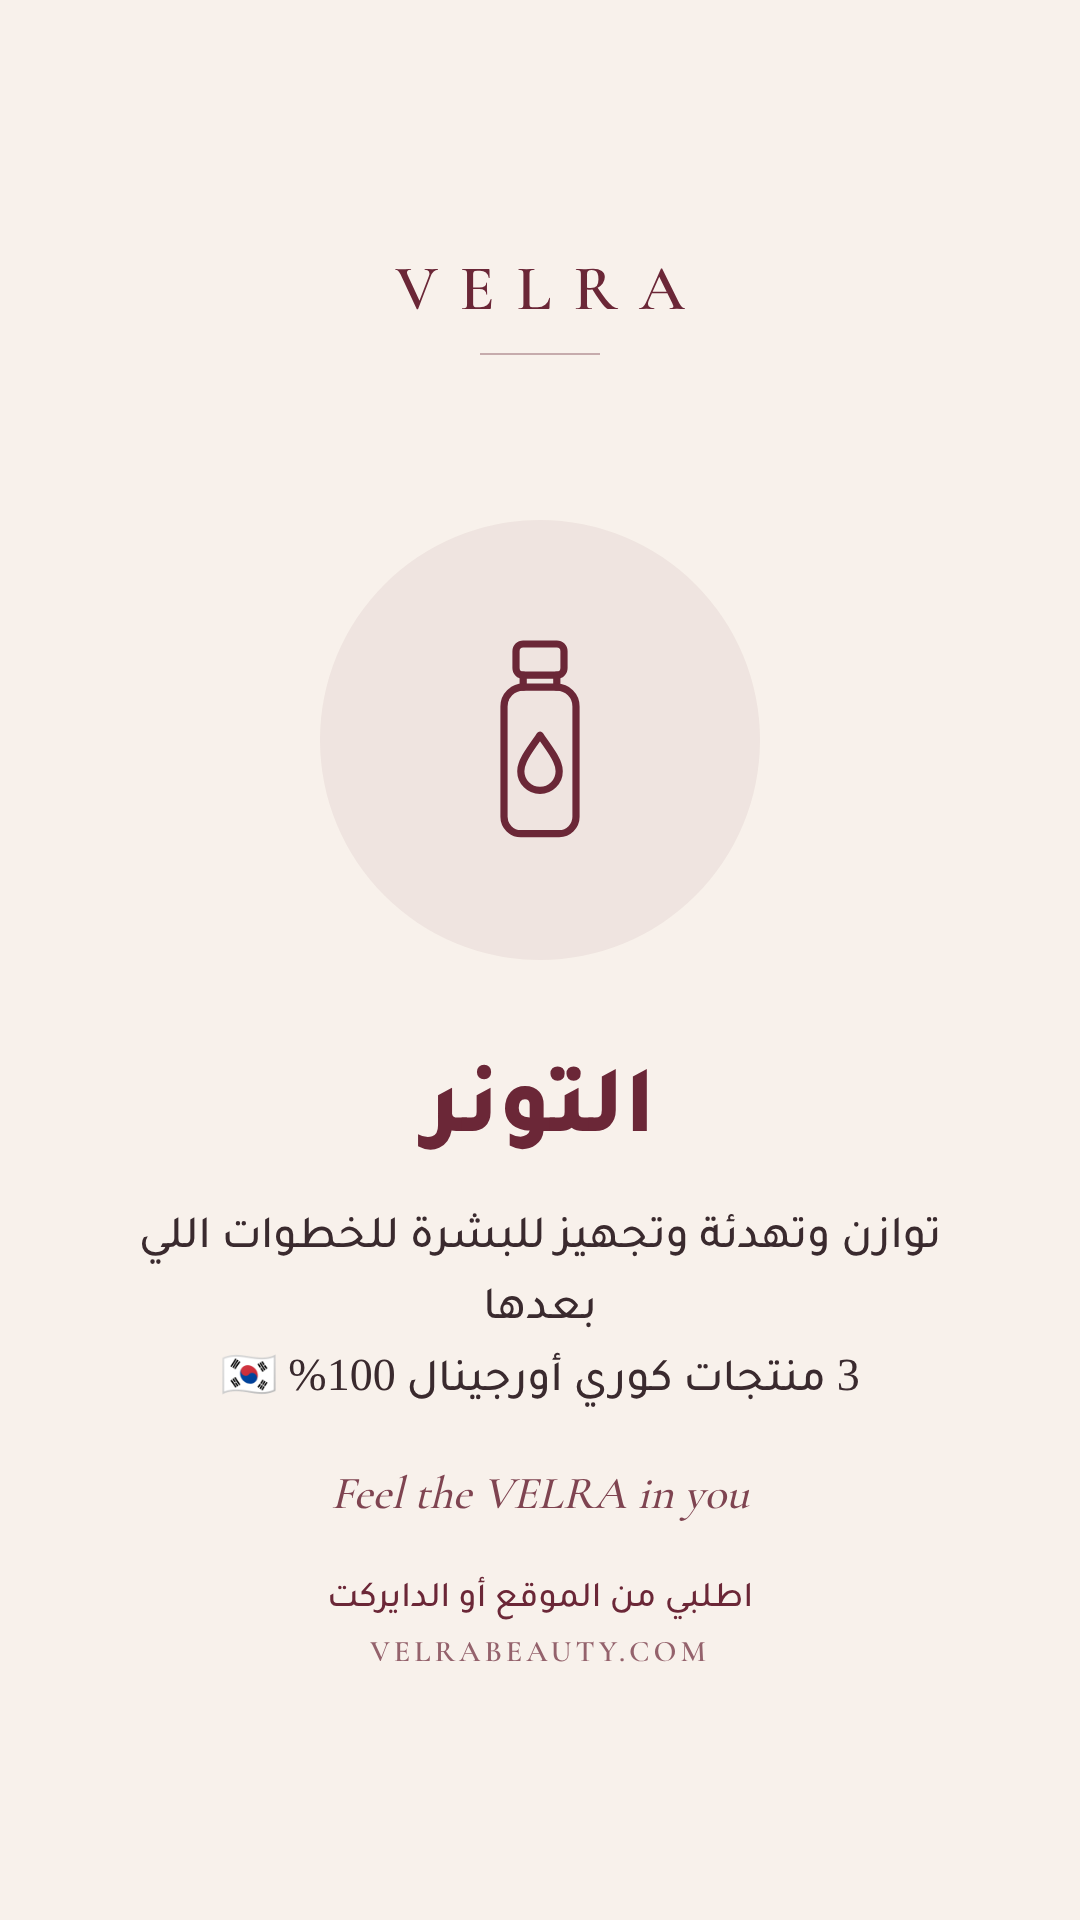 VELRA
التونر
توازن وتهدئة وتجهيز للبشرة للخطوات اللي
بعدها
3 منتجات كوري أورجينال 100% 🇰🇷
Feel the VELRA in you
اطلبي من الموقع أو الدايركت
VELRABEAUTY.COM